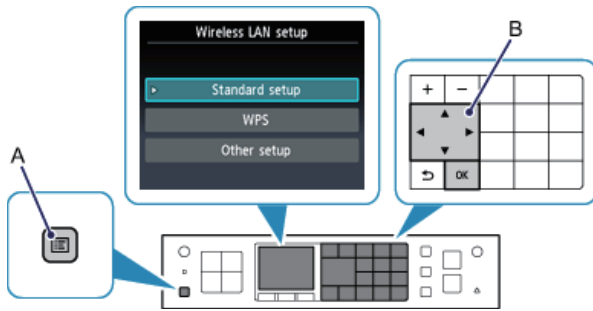 Wireless LAN setup
Standard setup
WPS
Other setup
A
B
+ −
OK